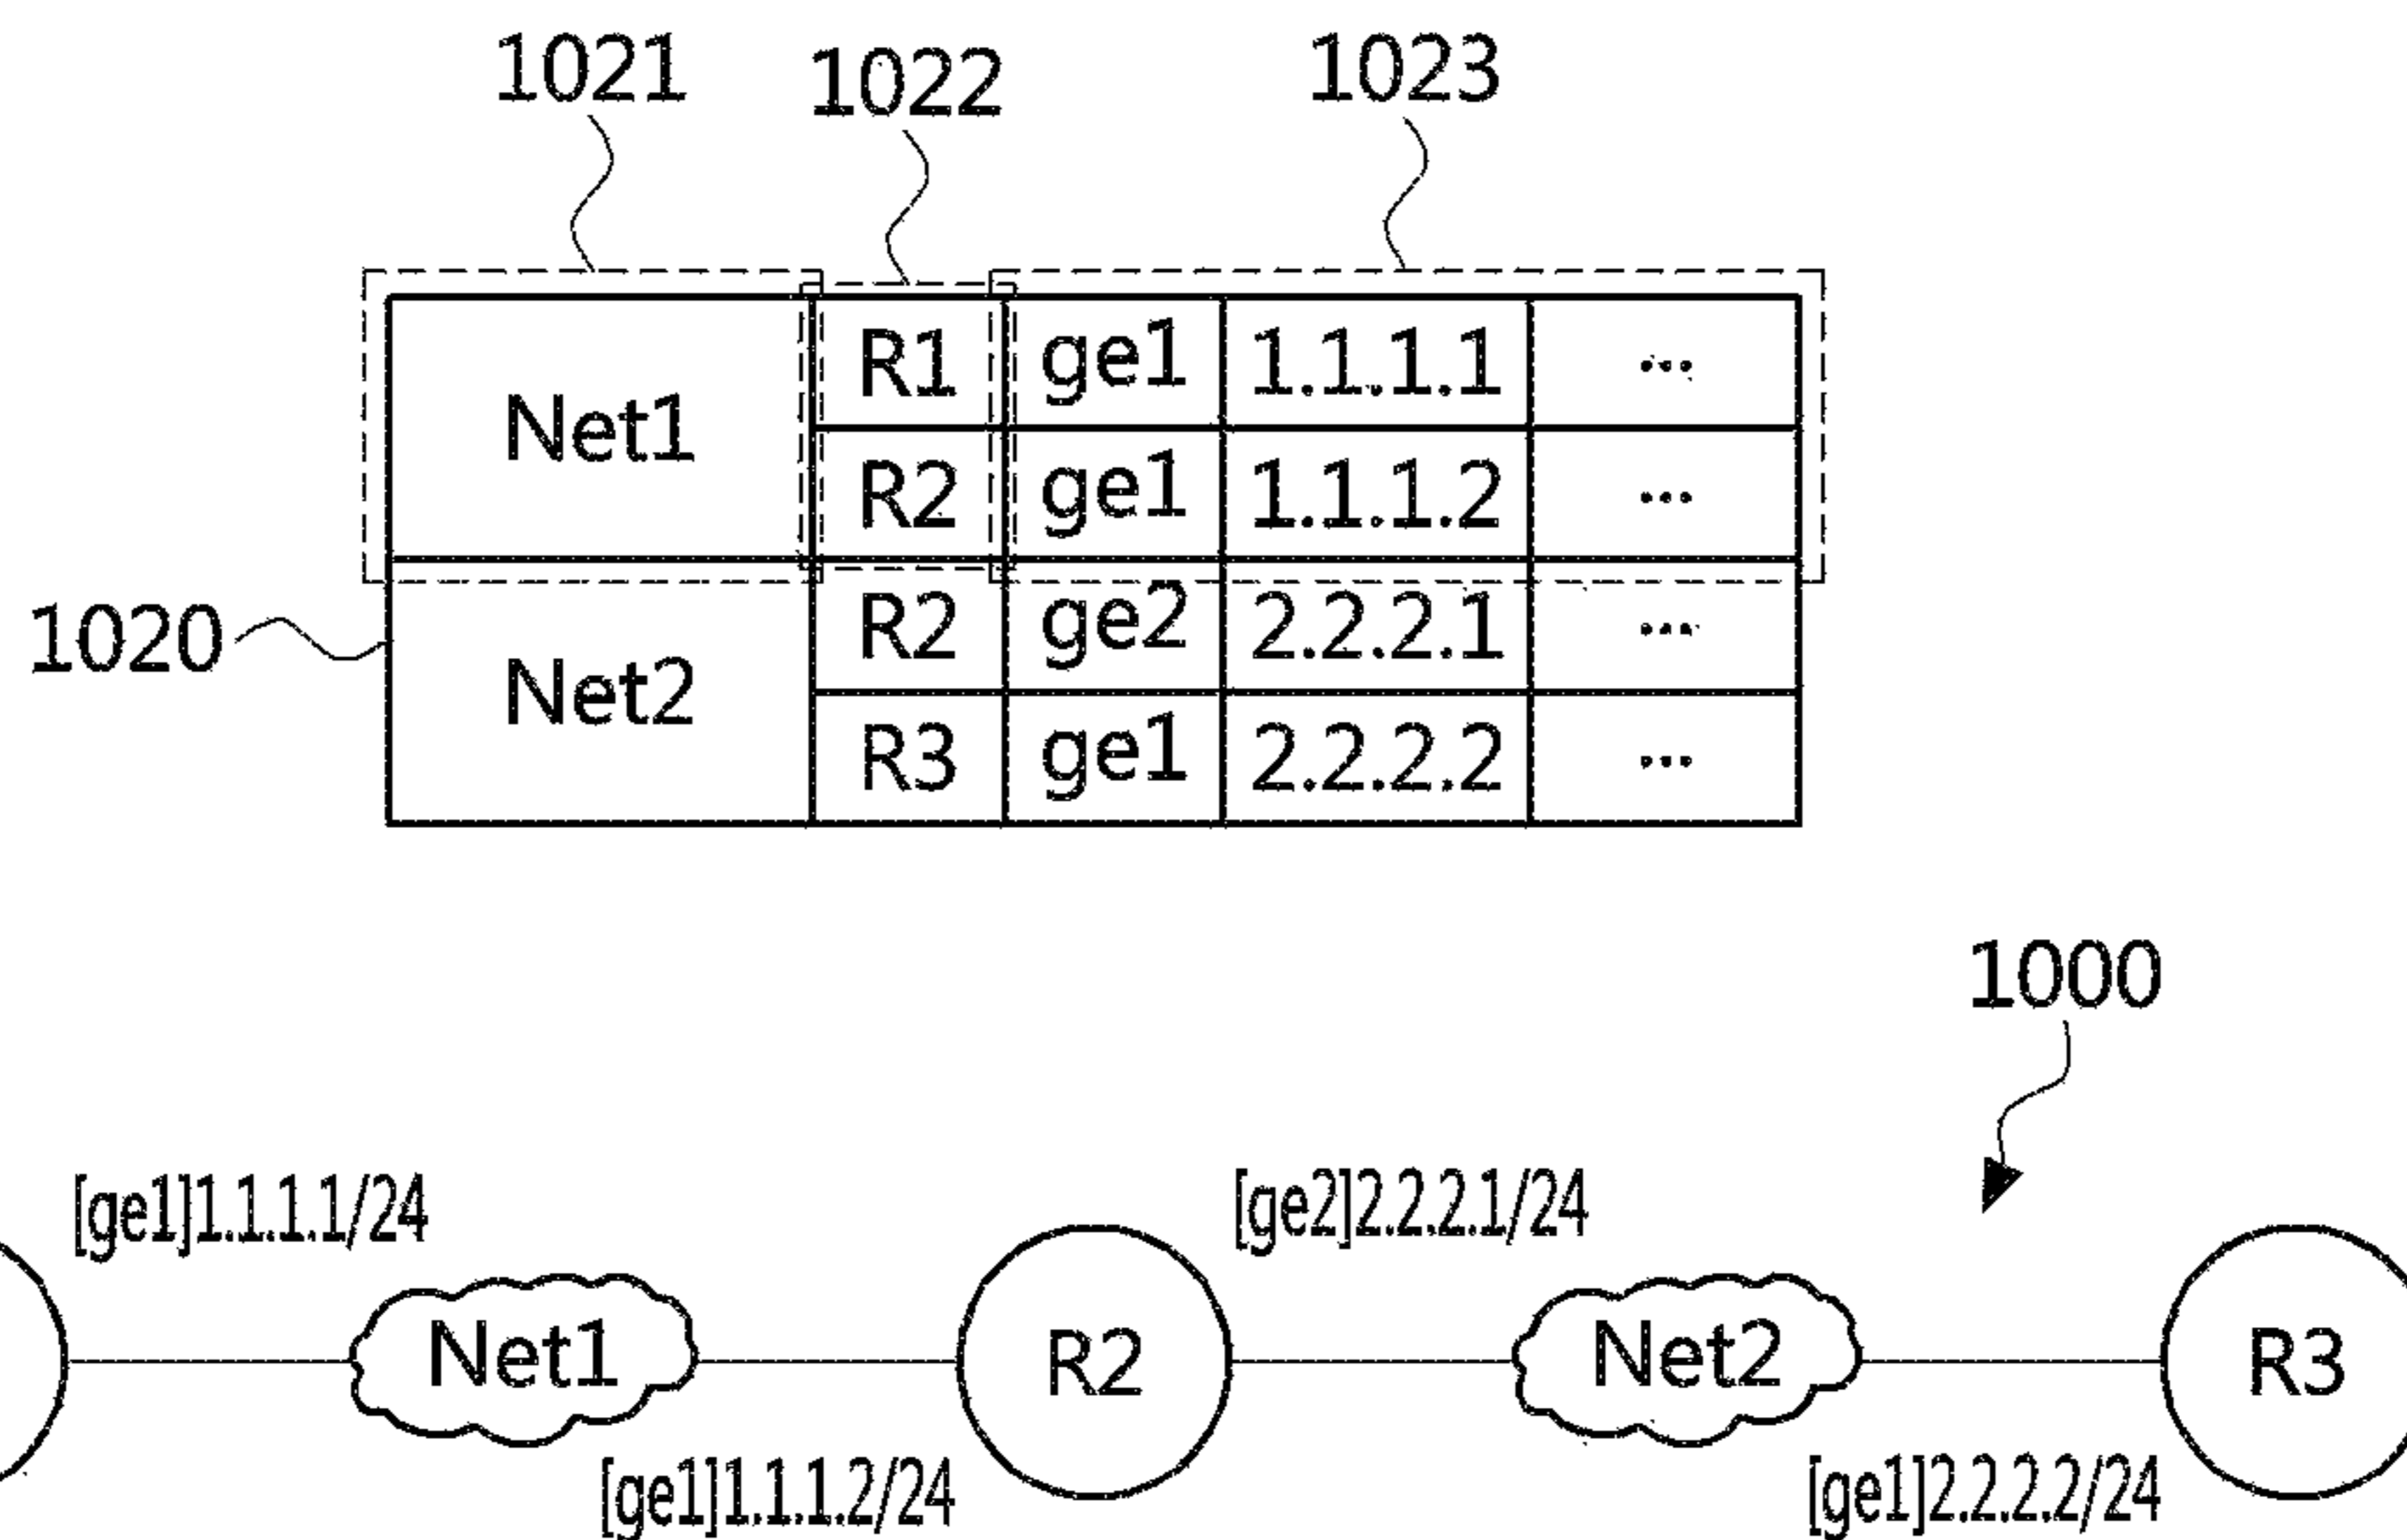 1021 1022 1023
Net1 R1 ge1 1.1.1.1 ...
R2 ge1 1.1.1.2 ...
1020
Net2 R2 ge2 2.2.2.1 ...
R3 ge1 2.2.2.2 ...
1000
[ge1]1.1.1.1/24 [ge2]2.2.2.1/24
Net1 R2 Net2 R3
[ge1]1.1.1.2/24 [ge1]2.2.2.2/24